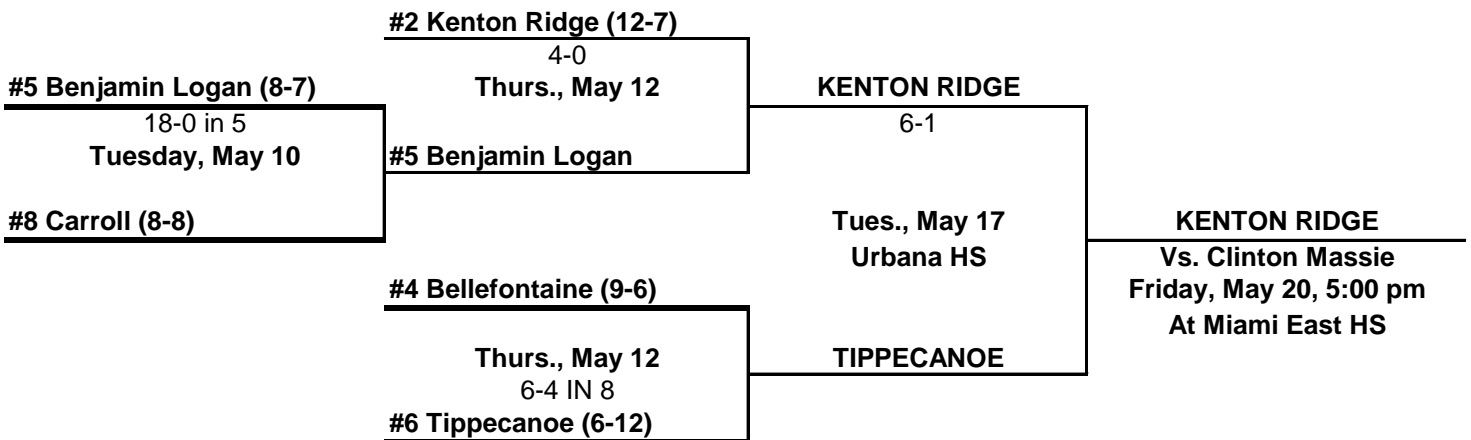 #2 Kenton Ridge (12-7)
4-0
#5 Benjamin Logan (8-7)
Thurs., May 12
KENTON RIDGE
18-0 in 5
6-1
Tuesday, May 10
#5 Benjamin Logan
#8 Carroll (8-8)
Tues., May 17
KENTON RIDGE
Urbana HS
Vs. Clinton Massie
#4 Bellefontaine (9-6)
Friday, May 20, 5:00 pm
At Miami East HS
Thurs., May 12
TIPPECANOE
6-4 IN 8
#6 Tippecanoe (6-12)